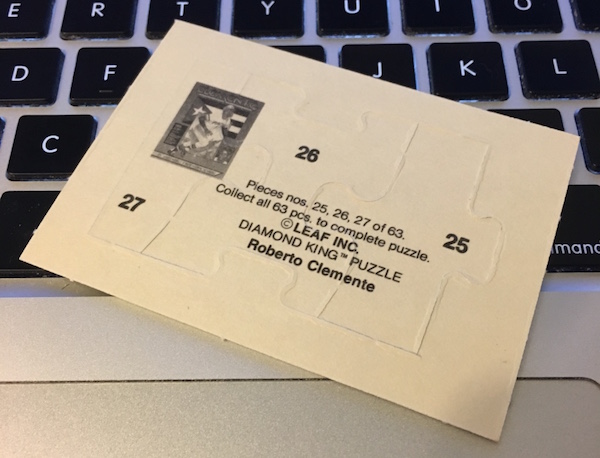 E R T Y U I O
D F J K L
C
mand
26
27
25
Pieces nos. 25, 26, 27 of 63.
Collect all 63 pcs. to complete puzzle.
© LEAF INC.
DIAMOND KING™ PUZZLE
Roberto Clemente